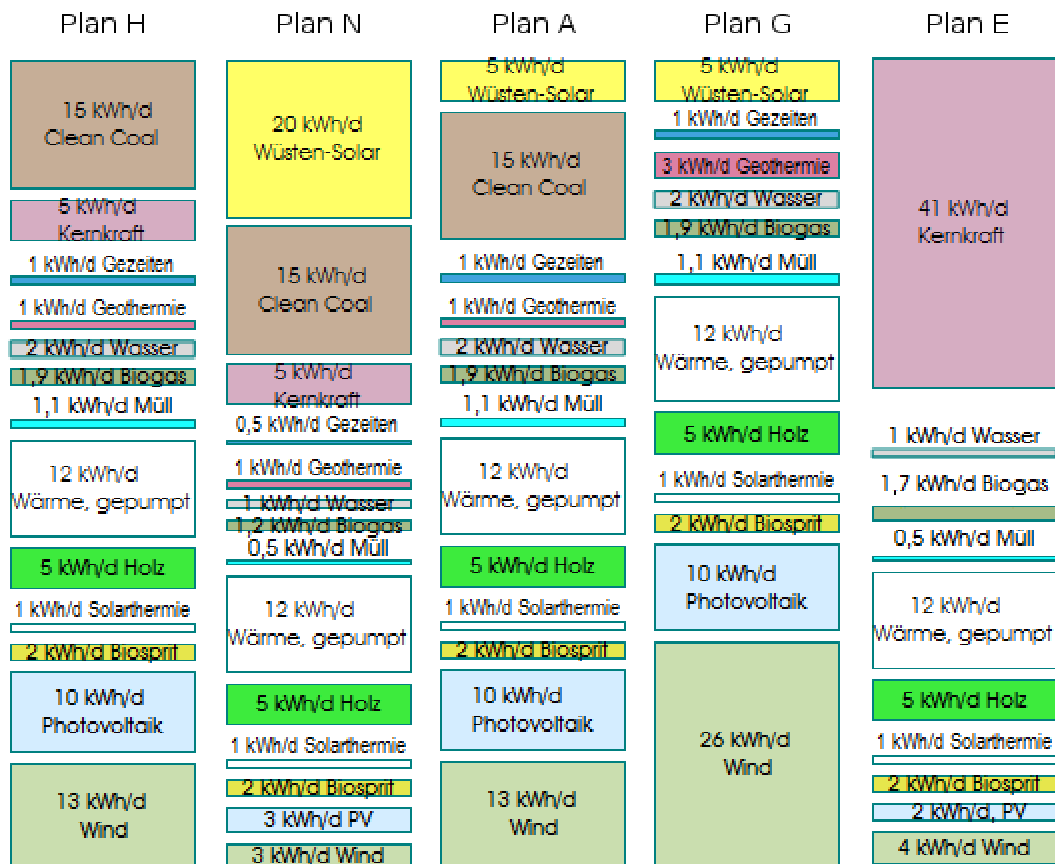 Plan H
15 kWh/d
Clean Coal
5 kWh/d
Kernkraft
1 kWh/d Gezeiten
1 kWh/d Geothermie
2 kWh/d Wasser
1,9 kWh/d Biogas
1,1 kWh/d Müll
12 kWh/d
Wärme, gepumpt
5 kWh/d Holz
1 kWh/d Solarthermie
2 kWh/d Biosprit
10 kWh/d
Photovoltaik
13 kWh/d
Wind
Plan N
20 kWh/d
Wüsten-Solar
15 kWh/d
Clean Coal
5 kWh/d
Kernkraft
0,5 kWh/d Gezeiten
1 kWh/d Geothermie
1 kWh/d Wasser
1,2 kWh/d Biogas
0,5 kWh/d Müll
12 kWh/d
Wärme, gepumpt
5 kWh/d Holz
1 kWh/d Solarthermie
2 kWh/d Biosprit
3 kWh/d PV
3 kWh/d Wind
Plan A
5 kWh/d
Wüsten-Solar
15 kWh/d
Clean Coal
1 kWh/d Gezeiten
1 kWh/d Geothermie
2 kWh/d Wasser
1,9 kWh/d Biogas
1,1 kWh/d Müll
12 kWh/d
Wärme, gepumpt
5 kWh/d Holz
1 kWh/d Solarthermie
2 kWh/d Biosprit
10 kWh/d
Photovoltaik
13 kWh/d
Wind
Plan G
5 kWh/d
Wüsten-Solar
1 kWh/d Gezeiten
3 kWh/d Geothermie
2 kWh/d Wasser
1,9 kWh/d Biogas
1,1 kWh/d Müll
12 kWh/d
Wärme, gepumpt
5 kWh/d Holz
1 kWh/d Solarthermie
2 kWh/d Biosprit
10 kWh/d
Photovoltaik
26 kWh/d
Wind
Plan E
41 kWh/d
Kernkraft
1 kWh/d Wasser
1,7 kWh/d Biogas
0,5 kWh/d Müll
12 kWh/d
Wärme, gepumpt
5 kWh/d Holz
1 kWh/d Solarthermie
2 kWh/d Biosprit
2 kWh/d, PV
4 kWh/d Wind